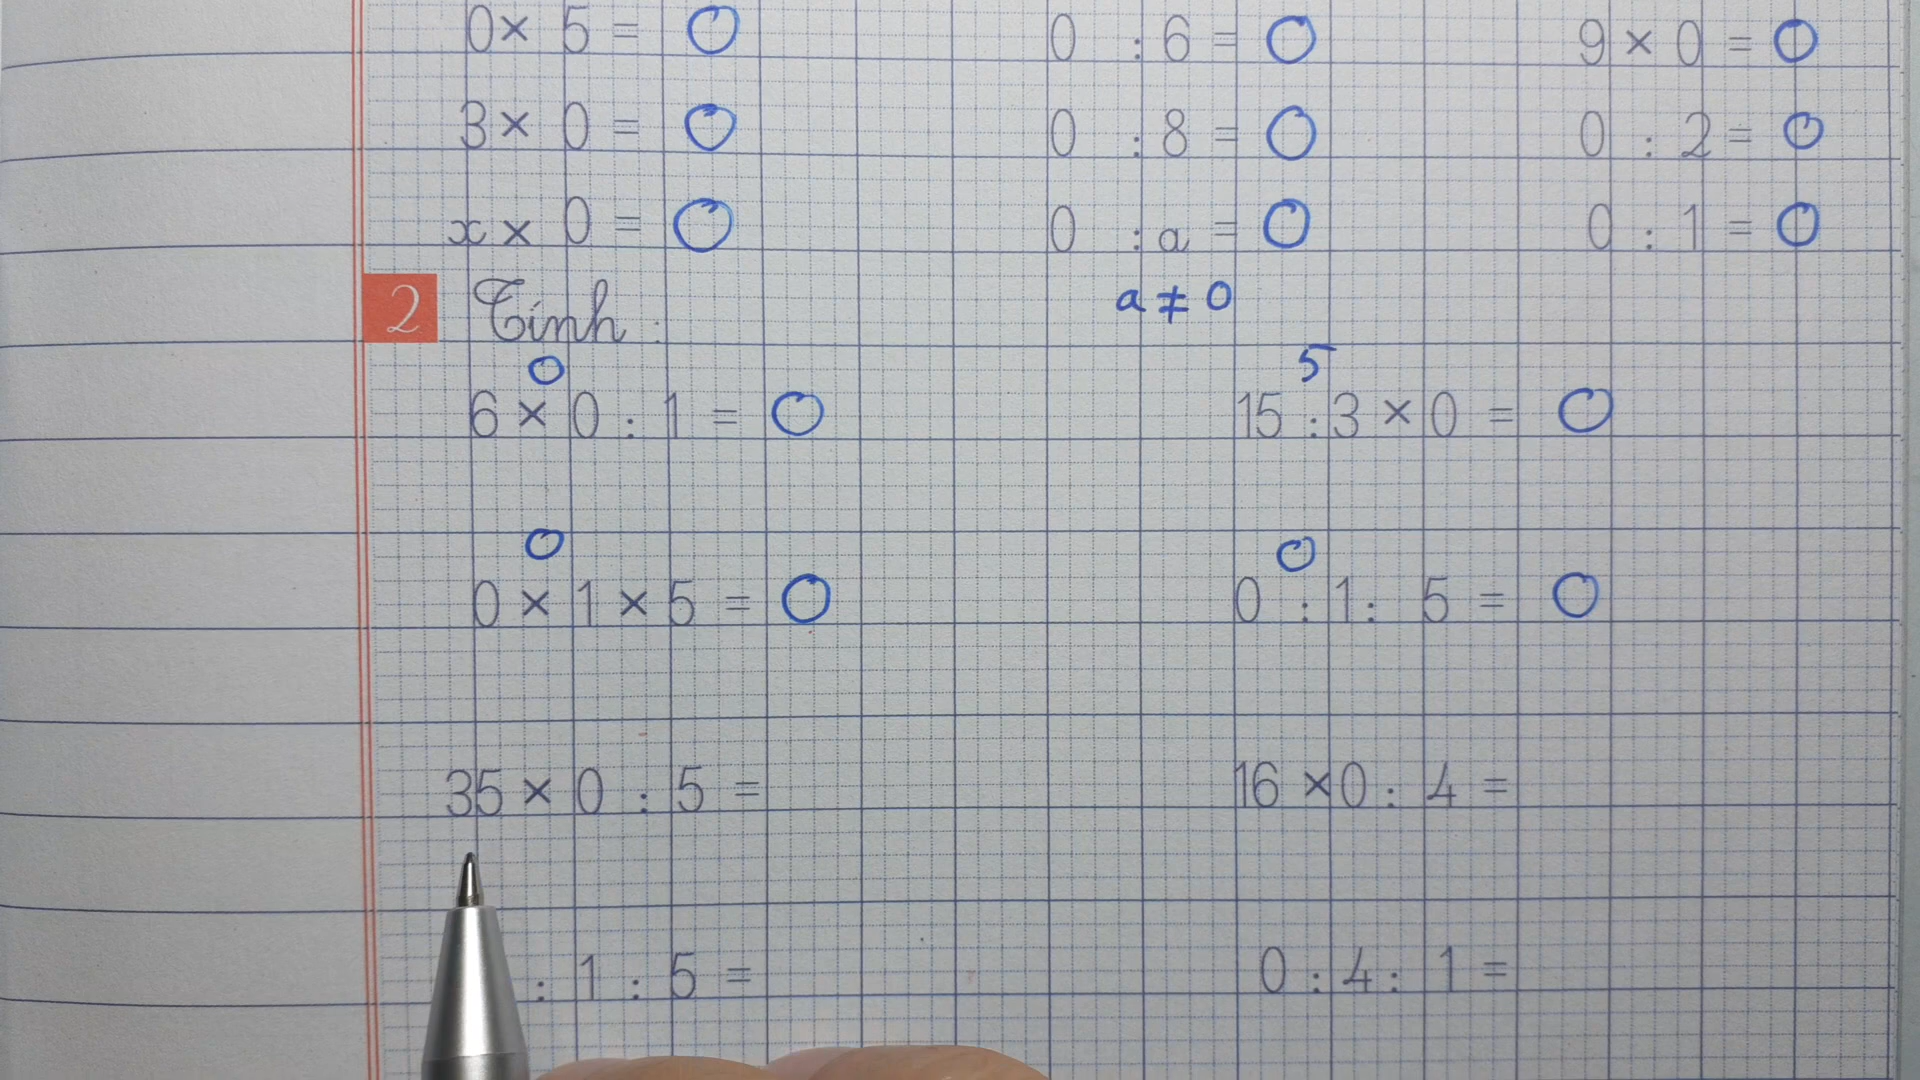 0 × 5 = 0 0 : 6 = 0 9 × 0 = 0
3 × 0 = 0 0 : 8 = 0 0 : 2 = 0
x × 0 = 0 0 : a = 0 0 : 1 = 0
2 Tính : a ≠ 0
0 5
6 × 0 : 1 = 0 15 : 3 × 0 = 0
0 0
0 × 1 × 5 = 0 0 : 1 : 5 = 0
35 × 0 : 5 = 16 × 0 : 4 =
: 1 : 5 = 0 : 4 : 1 =